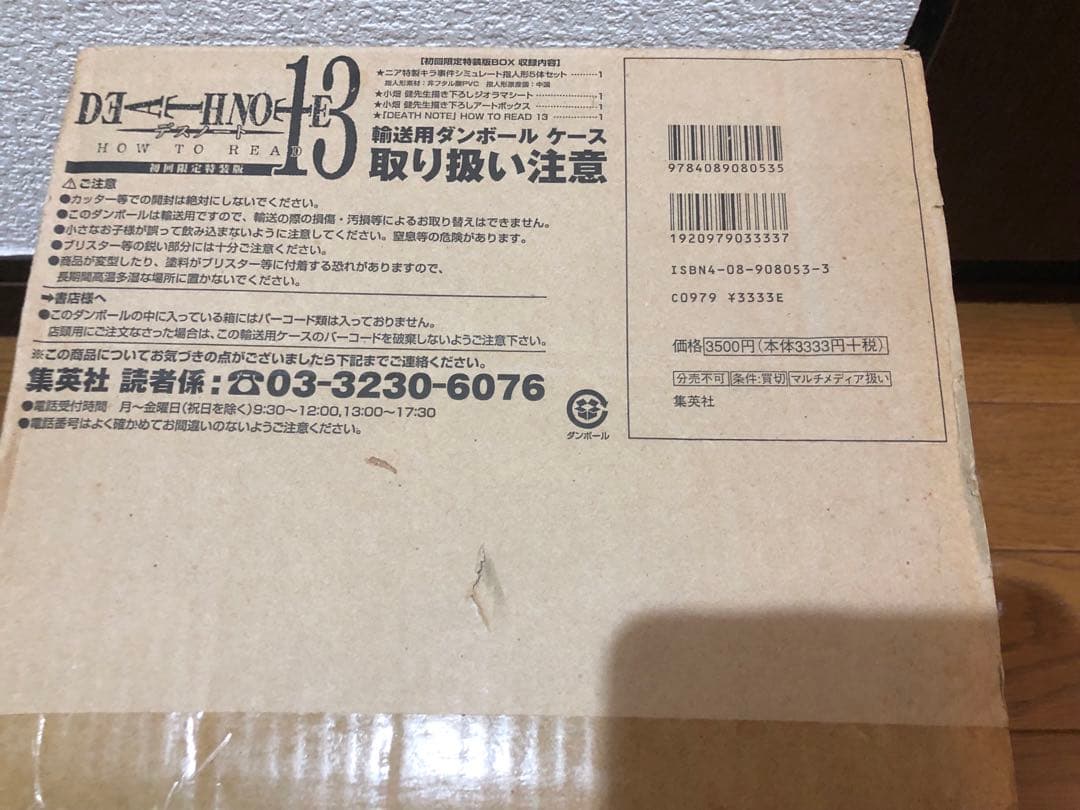 DEATH NOTE 13
デスノート
HOW TO READ
初回限定特装版
【初回限定特装版BOX 収録内容】
★ニア特製キラ事件シミュレート指人形5体セット ………1
指人形素材:非フタル酸PVC 指人形原産国:中国
★小畑 健先生描き下ろしジオラマシート ………1
★小畑 健先生描き下ろしアートボックス ………1
★「DEATH NOTE」HOW TO READ 13 ………1
輸送用ダンボール ケース
取り扱い注意
⚠ご注意
●カッター等での開封は絶対にしないでください。
●このダンボールは輸送用ですので、輸送の際の損傷・汚損等によるお取り替えはできません。
●小さなお子様が誤って飲み込まないように注意してください。窒息等の危険があります。
●ブリスター等の鋭い部分には十分ご注意ください。
●商品が変型したり、塗料がブリスター等に付着する恐れがありますので、
長期間高温多湿な場所に置かないでください。
➡書店様へ
●このダンボールの中に入っている箱にはバーコード類は入っておりません。
店頭用にご注文なさった場合は、この輸送用ケースのバーコードを破棄しないようご注意下さい。
※この商品についてお気づきの点がございましたら下記までご連絡ください。
集英社 読者係:☎03-3230-6076
●電話受付時間 月〜金曜日(祝日を除く)9:30〜12:00,13:00〜17:30
●電話番号はよく確かめてお間違いのないようご注意ください。
ダンボール
9784089080535
1920979033337
ISBN4-08-908053-3
C0979 ¥3333E
価格 3500円(本体3333円+税)
分売不可 条件:買切 マルチメディア扱い
集英社